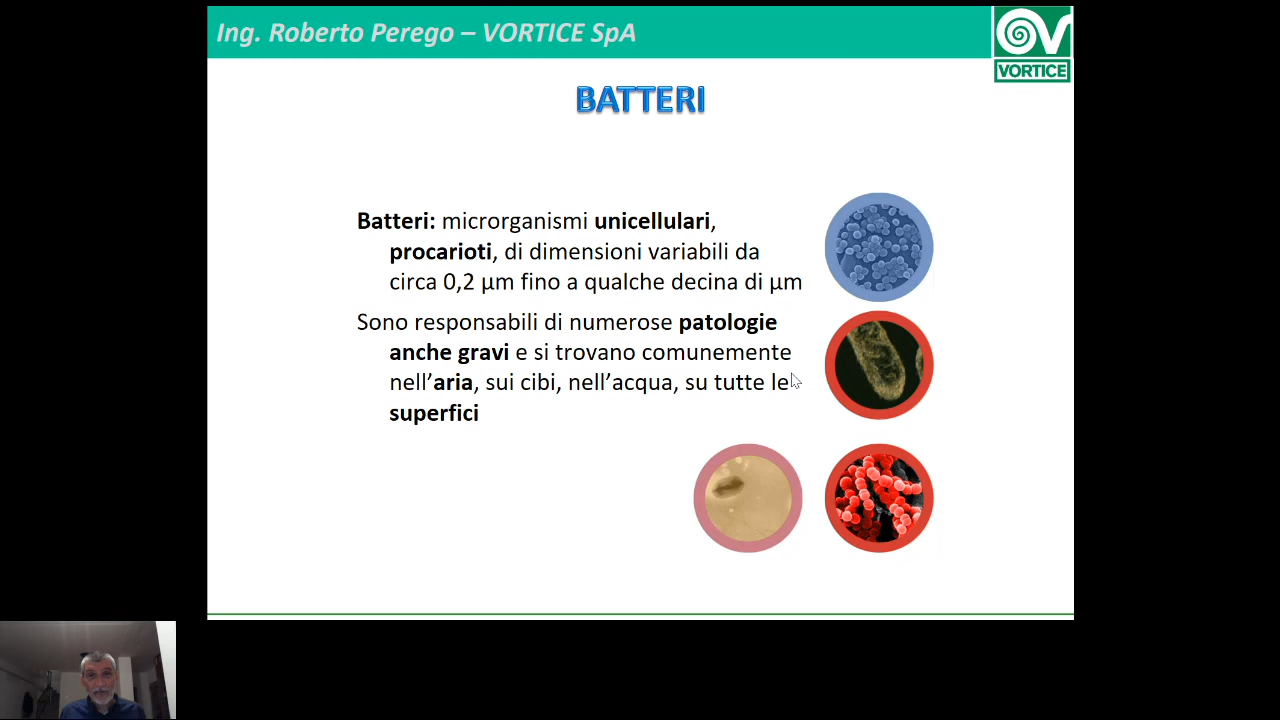 Ing. Roberto Perego – VORTICE SpA
VORTICE
BATTERI
Batteri: microrganismi unicellulari,
procarioti, di dimensioni variabili da
circa 0,2 µm fino a qualche decina di µm
Sono responsabili di numerose patologie
anche gravi e si trovano comunemente
nell’aria, sui cibi, nell’acqua, su tutte le
superfici